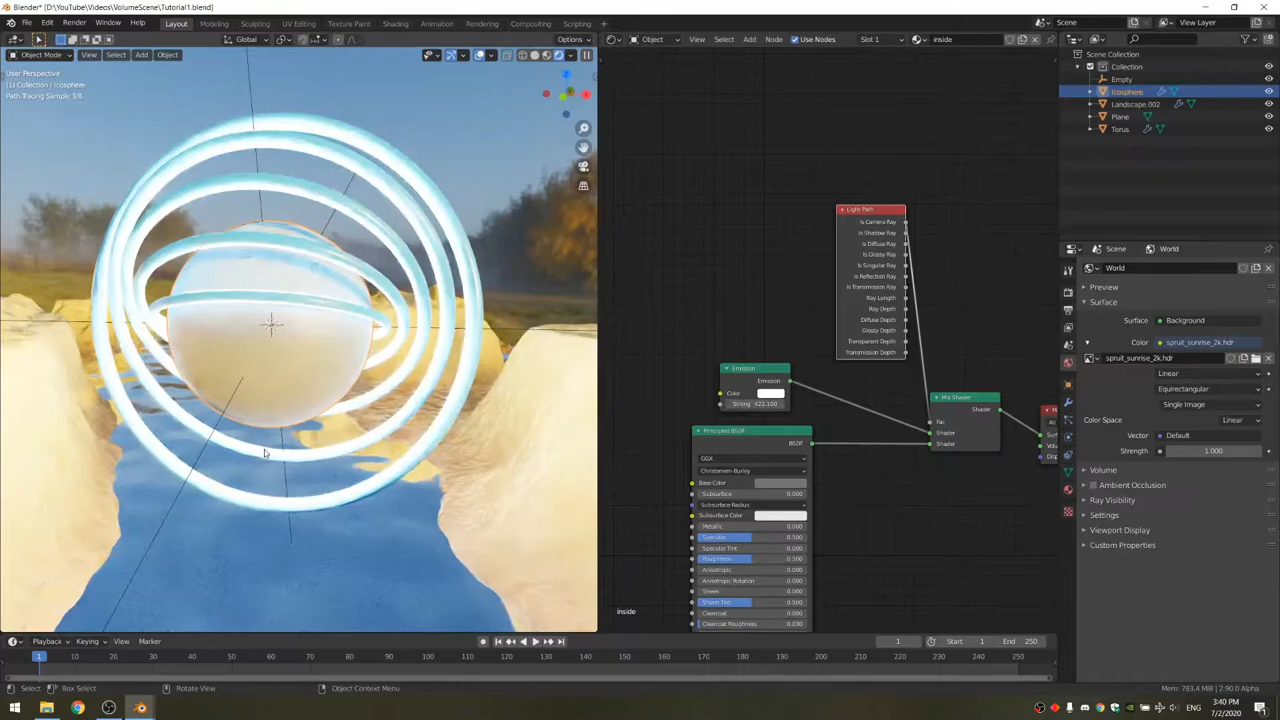 Blender* [D:\YouTube\Videos\VolumeScene\Tutorial1.blend]
File Edit Render Window Help Layout Modeling Sculpting UV Editing Texture Paint Shading Animation Rendering Compositing Scripting Scene View Layer
Global Options Object View Select Add Node Use Nodes Slot 1 inside
Object Mode View Select Add Object
User Perspective
(1) Collection | Icosphere
Path Tracing Sample 3/8
Scene Collection
Collection
Empty
Icosphere
Landscape.002
Plane
Torus
Light Path
Is Camera Ray
Is Shadow Ray
Is Diffuse Ray
Is Glossy Ray
Is Singular Ray
Is Reflection Ray
Is Transmission Ray
Ray Length
Ray Depth
Diffuse Depth
Glossy Depth
Transparent Depth
Transmission Depth
Emission
Emission
Color
Mix Shader
Shader
Fac
Shader
Shader
Principled BSDF
BSDF
GGX
Christensen-Burley
Base Color
Subsurface 0.000
Subsurface Radius
Subsurface Color
Metallic 0.000
Specular 0.500
Specular Tint 0.000
Roughness 0.500
Anisotropic 0.000
Anisotropic Rotation 0.000
Sheen 0.000
Sheen Tint 0.500
Clearcoat 0.000
Clearcoat Roughness 0.030
inside
Scene World
World
Preview
Surface
Surface Background
Color spruit_sunrise_2k.hdr
spruit_sunrise_2k.hdr
Linear
Equirectangular
Single Image
Color Space Linear
Vector Default
Strength 1.000
Volume
Ambient Occlusion
Ray Visibility
Settings
Viewport Display
Custom Properties
Playback Keying View Marker 1 Start 1 End 250
1 10 20 30 40 50 60 70 80 90 100 110 120 130 140 150 160 170 180 190 200 210 220 230 240 250
Select Box Select Rotate View Object Context Menu Mem: 783.4 MiB | 2.90.0 Alpha
ENG 3:40 PM
7/2/2020